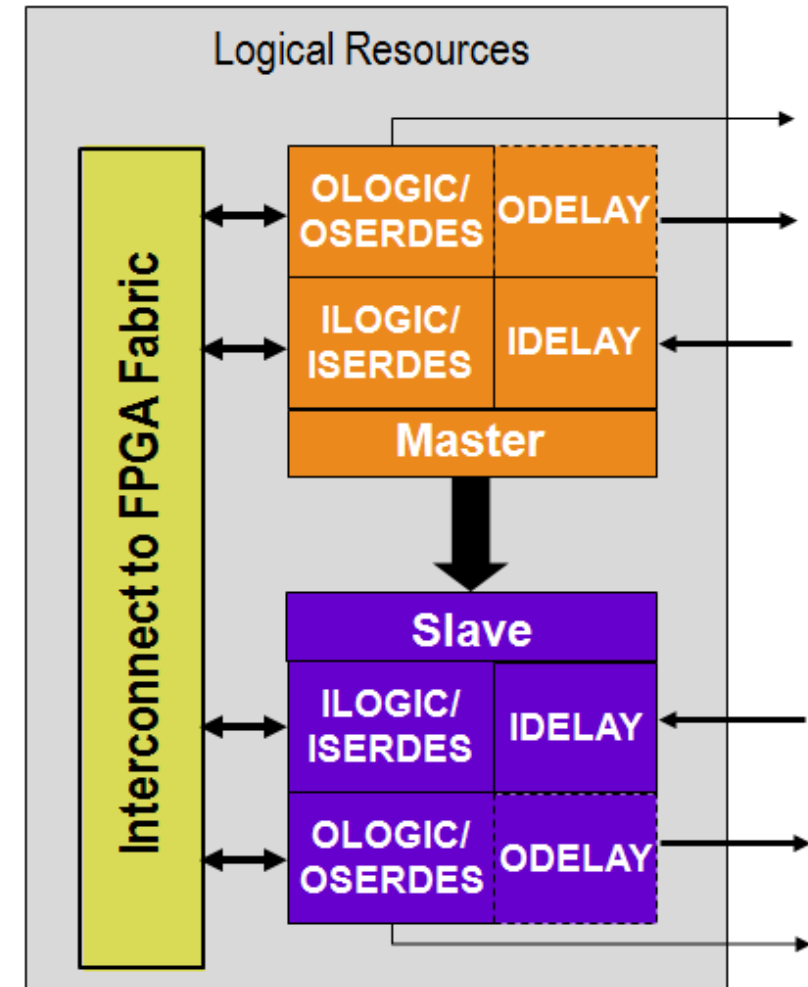 Logical Resources
Interconnect to FPGA Fabric
OLOGIC/
OSERDES
ODELAY
ILOGIC/
ISERDES
IDELAY
Master
Slave
ILOGIC/
ISERDES
IDELAY
OLOGIC/
OSERDES
ODELAY